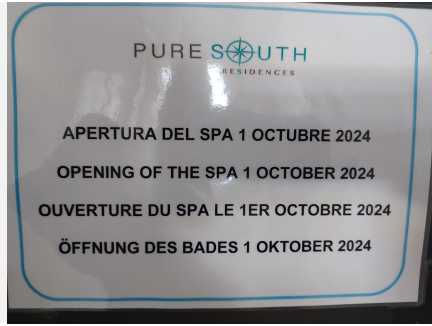 PURE SOUTH
RESIDENCES
APERTURA DEL SPA 1 OCTUBRE 2024
OPENING OF THE SPA 1 OCTOBER 2024
OUVERTURE DU SPA LE 1ER OCTOBRE 2024
ÖFFNUNG DES BADES 1 OKTOBER 2024